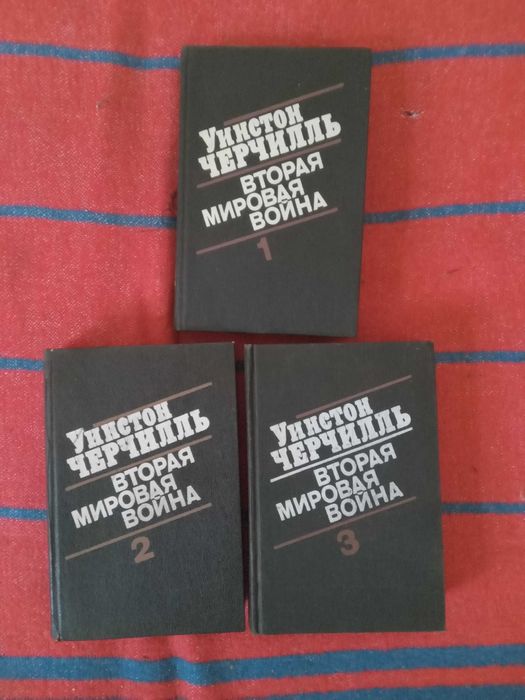 Уинстон
ЧЕРЧИЛЛЬ
ВТОРАЯ
МИРОВАЯ
ВОЙНА
1
Уинстон
ЧЕРЧИЛЛЬ
ВТОРАЯ
МИРОВАЯ
ВОЙНА
2
Уинстон
ЧЕРЧИЛЛЬ
ВТОРАЯ
МИРОВАЯ
ВОЙНА
3